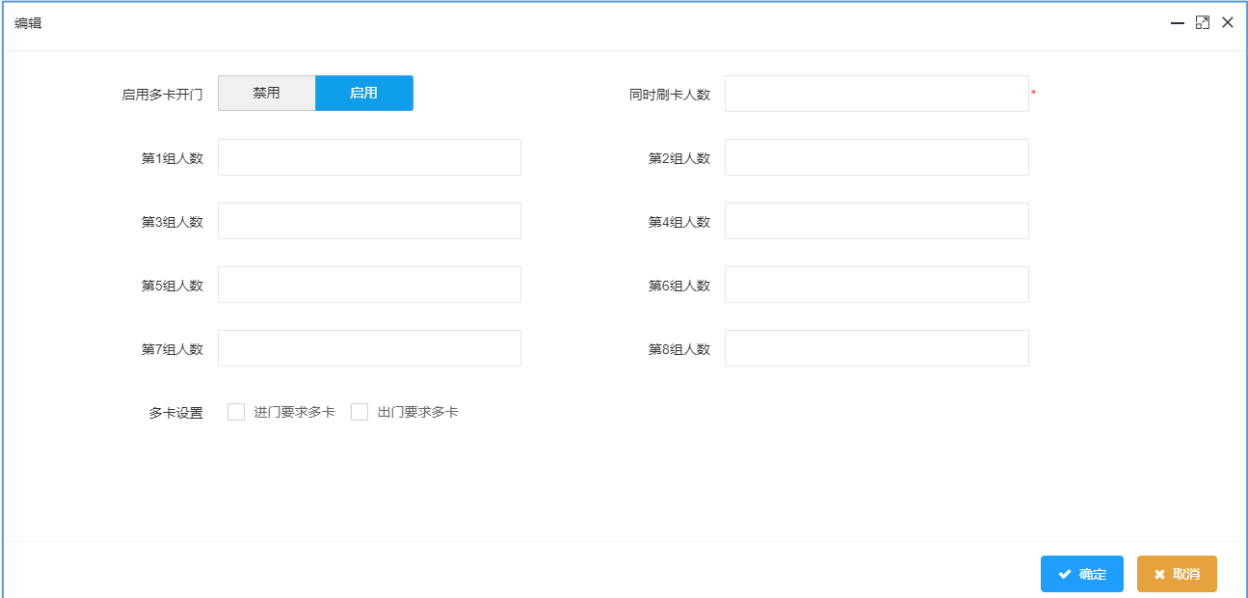 编辑
启用多卡开门 禁用 启用 同时刷卡人数 *
第1组人数 第2组人数
第3组人数 第4组人数
第5组人数 第6组人数
第7组人数 第8组人数
多卡设置 进门要求多卡 出门要求多卡
确定 取消